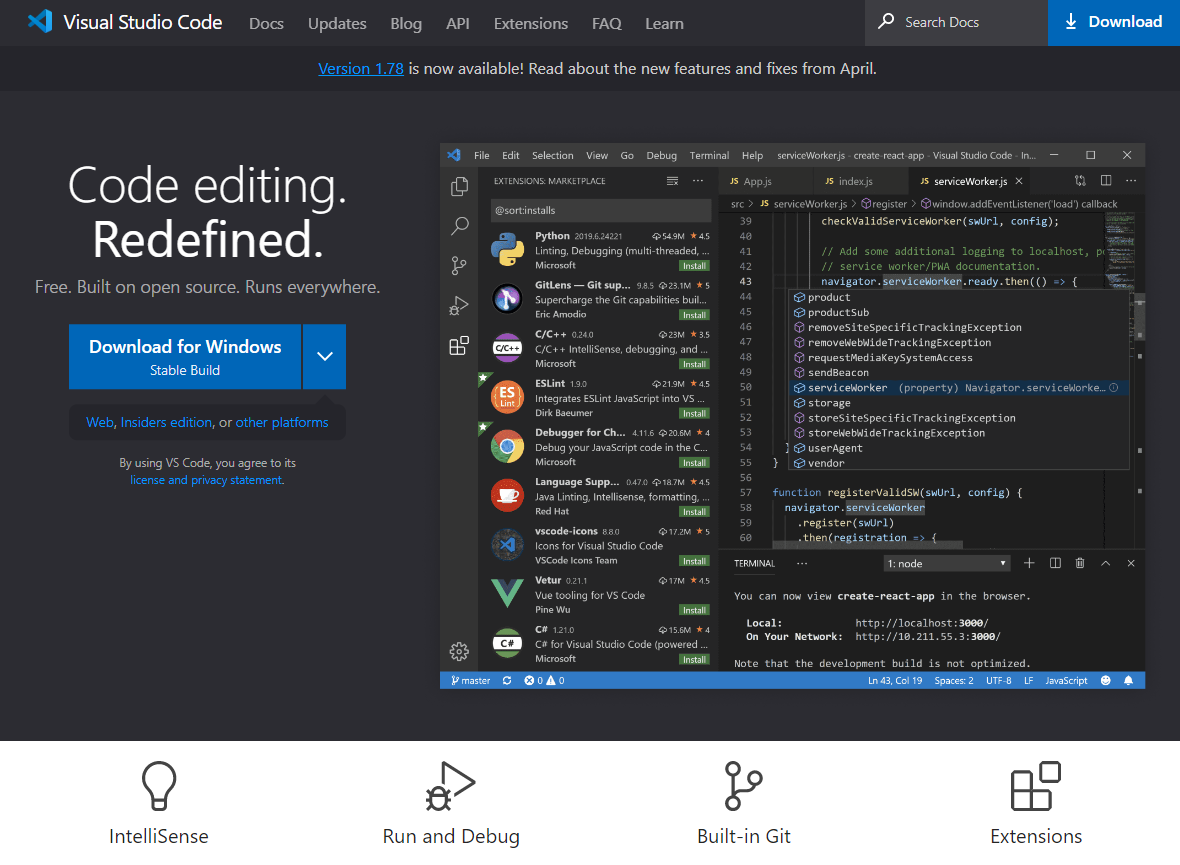 Visual Studio Code Docs Updates Blog API Extensions FAQ Learn Search Docs Download
Version 1.78 is now available! Read about the new features and fixes from April.
Code editing.
Redefined.
Free. Built on open source. Runs everywhere.
Download for Windows
Stable Build
Web, Insiders edition, or other platforms
By using VS Code, you agree to its
license and privacy statement.
File Edit Selection View Go Debug Terminal Help serviceWorker.js - create-react-app - Visual Studio Code - In...
EXTENSIONS: MARKETPLACE ...
@sort:installs
Python 2019.6.24221 54.9M ★ 4.5
Linting, Debugging (multi-threaded, ...
Microsoft Install
GitLens — Git sup... 9.8.5 23.1M ★ 5
Supercharge the Git capabilities buil...
Eric Amodio Install
C/C++
C/C++ 0.24.0 23M ★ 3.5
C/C++ IntelliSense, debugging, and ...
Microsoft Install
ES
Lint
ESLint 1.9.0 21.9M ★ 4.5
Integrates ESLint JavaScript into VS ...
Dirk Baeumer Install
Debugger for Ch... 4.11.6 20.6M ★ 4
Debug your JavaScript code in the C...
Microsoft Install
Language Supp... 0.47.0 18.7M ★ 4.5
Java Linting, Intellisense, formatting, ...
Red Hat Install
vscode-icons 8.8.0 17.2M ★ 5
Icons for Visual Studio Code
VSCode Icons Team Install
Vetur 0.21.1 17M ★ 4.5
Vue tooling for VS Code
Pine Wu Install
C#
C# 1.21.0 15.6M ★ 4
C# for Visual Studio Code (powered ...
Microsoft Install
JS App.js JS index.js JS serviceWorker.js × ...
src > JS serviceWorker.js > register > window.addEventListener('load') callback
39 checkValidServiceWorker(swUrl, config);
40
41 // Add some additional logging to localhost, po
42 // service worker/PWA documentation.
43 navigator.serviceWorker.ready.then(() => {
44 product
45 productSub
46 removeSiteSpecificTrackingException
47 removeWebWideTrackingException
48 requestMediaKeySystemAccess
49 sendBeacon
50 serviceWorker (property) Navigator.serviceWorke...
51 storage
52 storeSiteSpecificTrackingException
53 storeWebWideTrackingException
54 } userAgent
55 } vendor
56
57 function registerValidSW(swUrl, config) {
58 navigator.serviceWorker
59 .register(swUrl)
60 .then(registration => {
TERMINAL ... 1: node
You can now view create-react-app in the browser.
Local: http://localhost:3000/
On Your Network: http://10.211.55.3:3000/
Note that the development build is not optimized.
master 0 0 Ln 43, Col 19 Spaces: 2 UTF-8 LF JavaScript
IntelliSense Run and Debug Built-in Git Extensions